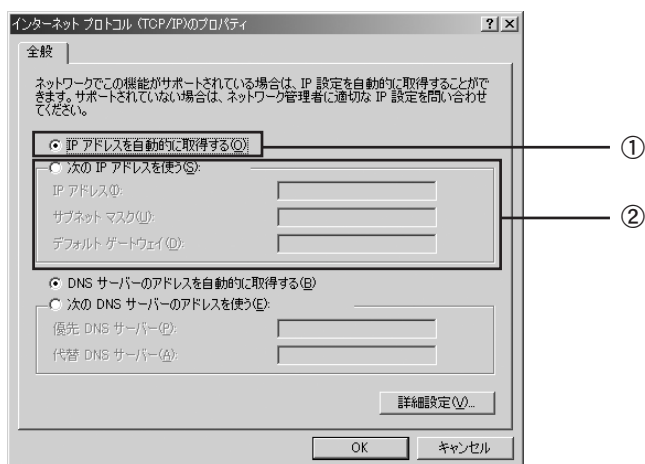 インターネット プロトコル (TCP/IP)のプロパティ
全般
ネットワークでこの機能がサポートされている場合は、IP 設定を自動的に取得することがで
きます。サポートされていない場合は、ネットワーク管理者に適切な IP 設定を問い合わせ
てください。
IP アドレスを自動的に取得する(O)
①
次の IP アドレスを使う(S):
IP アドレス(I):
サブネット マスク(U):
②
デフォルト ゲートウェイ(D):
DNS サーバーのアドレスを自動的に取得する(B)
次の DNS サーバーのアドレスを使う(E):
優先 DNS サーバー(P):
代替 DNS サーバー(A):
詳細設定(V)...
OK キャンセル